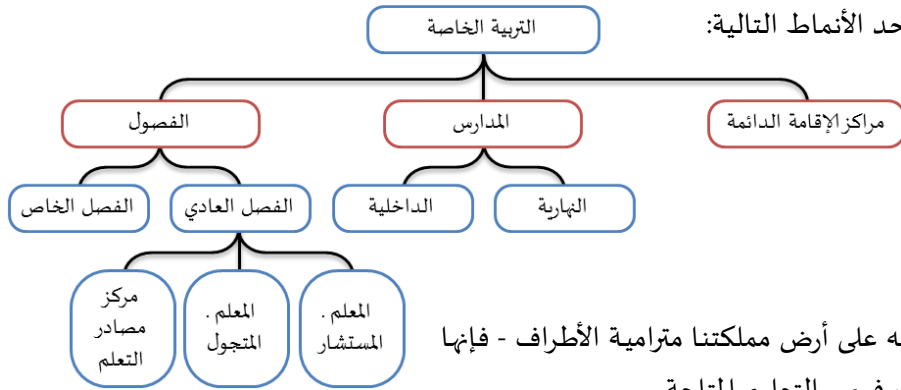 حد الأنماط التالية:
التربية الخاصة
مراكز الإقامة الدائمة
المدارس
الفصول
النهارية
الداخلية
الفصل العادي
الفصل الخاص
المعلم .
المستشار
المعلم .
المتجول
مركز
مصادر
التعلم
ه على أرض مملكتنا مترامية الأطراف - فإنها